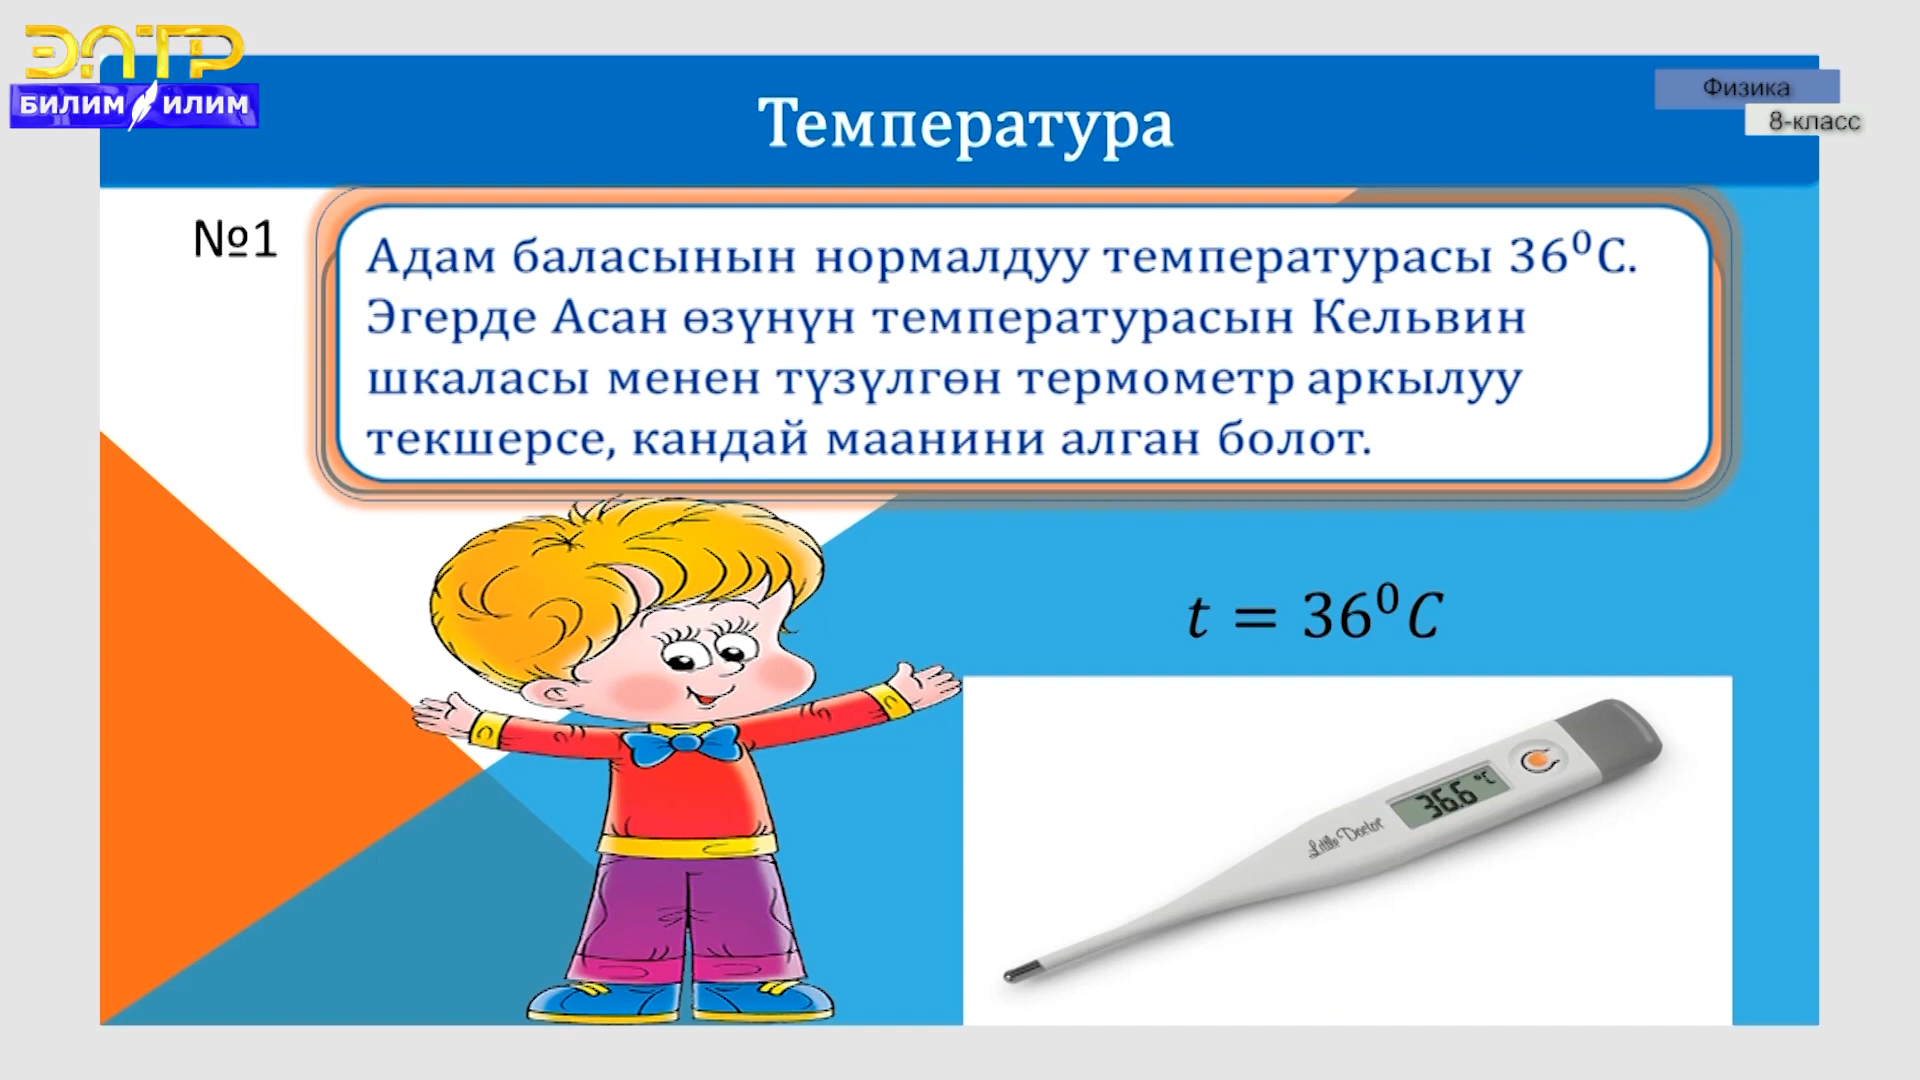 ЭЛТР
БИЛИМ ИЛИМ
Физика
8-класс
Температура
№1
Адам баласынын нормалдуу температурасы 36⁰С.
Эгерде Асан өзүнүн температурасын Кельвин
шкаласы менен түзүлгөн термометр аркылуу
текшерсе, кандай маанини алган болот.
t = 36⁰C
36.6 °C
Little Doctor